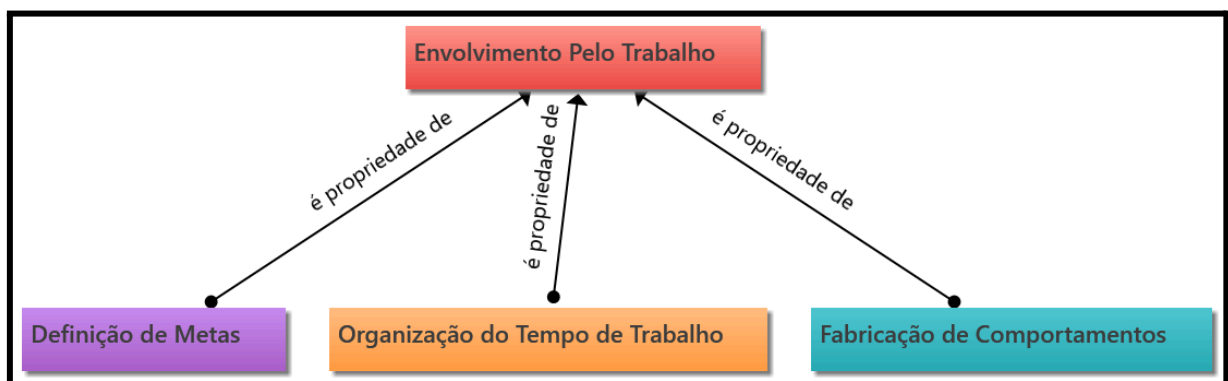 Envolvimento Pelo Trabalho
é propriedade de
é propriedade de
é propriedade de
Definição de Metas
Organização do Tempo de Trabalho
Fabricação de Comportamentos